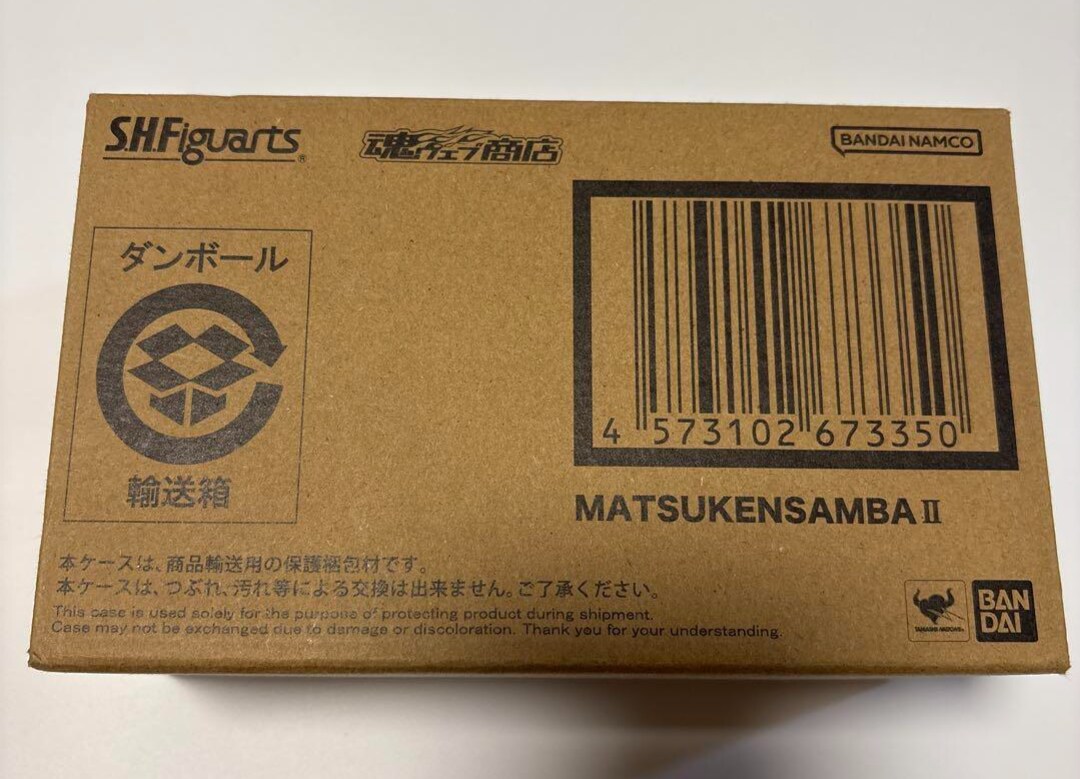 S.H.Figuarts®
魂ウェブ商店
BANDAI NAMCO
ダンボール
輸送箱
4 573102 673350
MATSUKENSAMBAⅡ
本ケースは、商品輸送用の保護梱包材です。
本ケースは、つぶれ、汚れ等による交換は出来ません。ご了承ください。
This case is used solely for the purpose of protecting product during shipment.
Case may not be exchanged due to damage or discoloration. Thank you for your understanding.
TAMASHII NATIONS
BAN
DAI